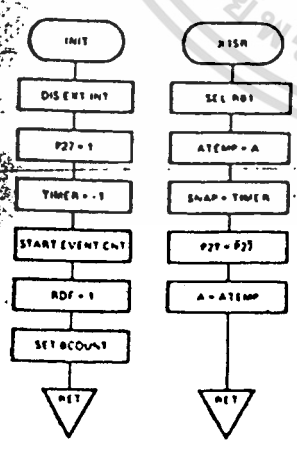 INIT
DIS EXT INT
P27 = 1
TIMER = -1
START EVENT CNT
RDF = 1
SET BCOUNT
RET
SEL RB1
ATEMP = A
SNAP = TIMER
P27 = P27
A = ATEMP
RET